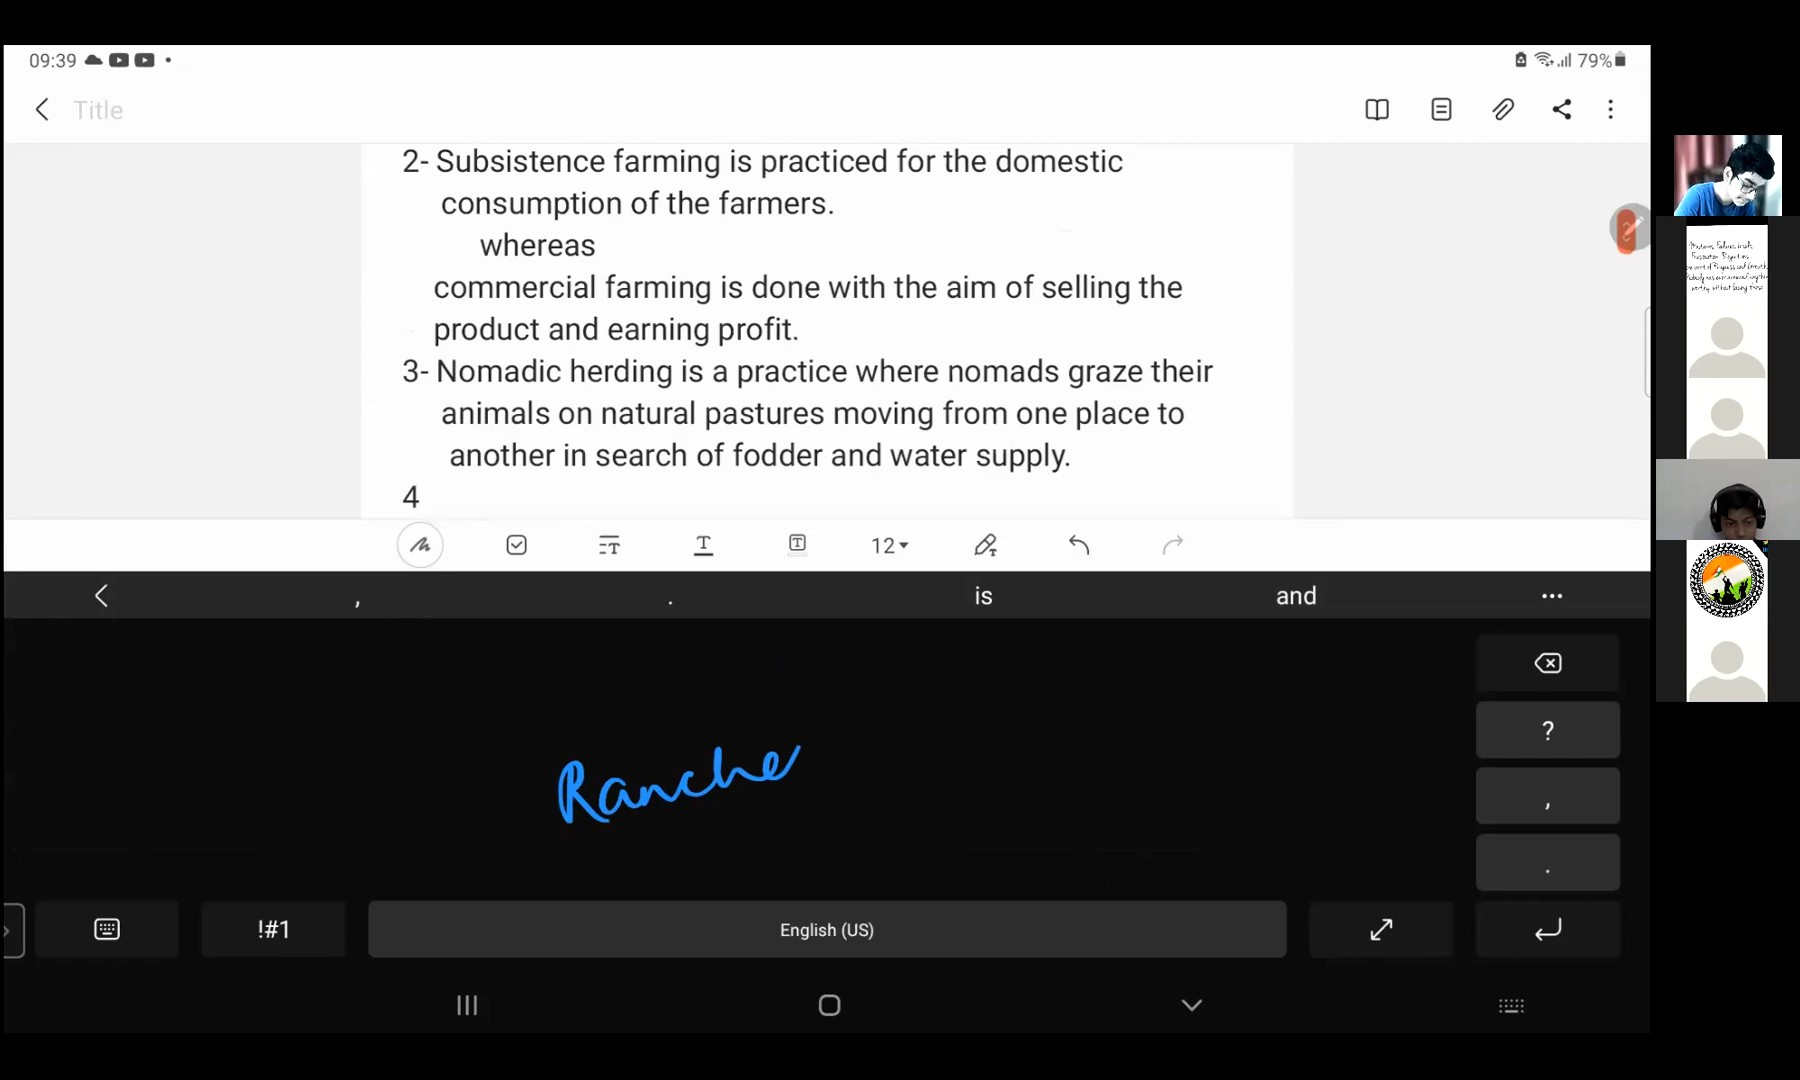 09:39
79%
Title
2- Subsistence farming is practiced for the domestic
consumption of the farmers.
whereas
commercial farming is done with the aim of selling the
product and earning profit.
3- Nomadic herding is a practice where nomads graze their
animals on natural pastures moving from one place to
another in search of fodder and water supply.
4
12
, . is and
Ranche
?
,
.
!#1
English (US)